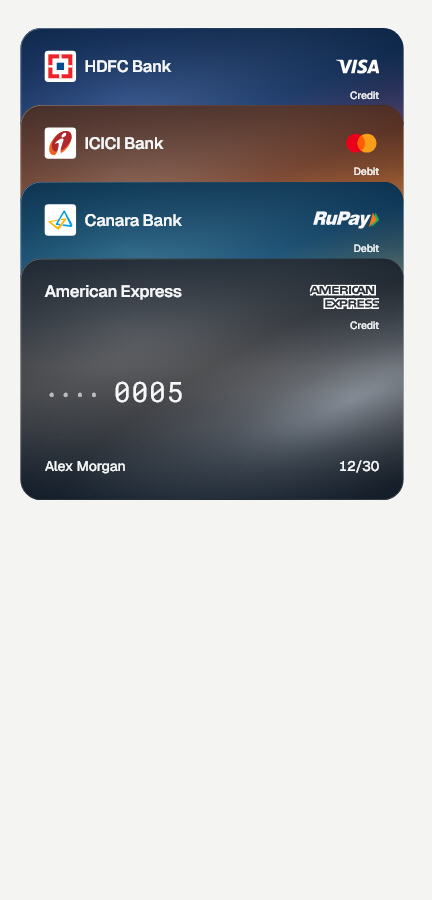 HDFC Bank
VISA
Credit
ICICI Bank
Debit
Canara Bank
RuPay
Debit
American Express
AMERICAN
EXPRESS
Credit
•••• 0005
Alex Morgan
12/30